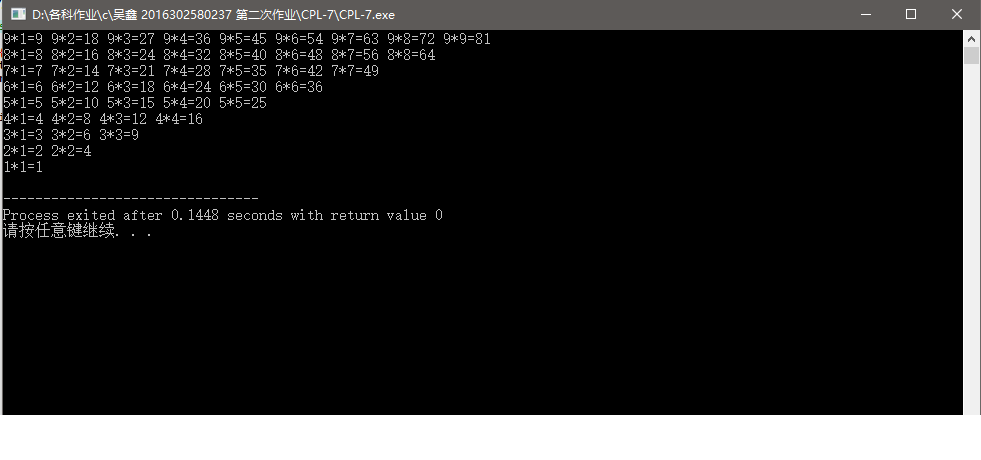 D:\各科作业\c\吴鑫 2016302580237 第二次作业\CPL-7\CPL-7.exe
9*1=9 9*2=18 9*3=27 9*4=36 9*5=45 9*6=54 9*7=63 9*8=72 9*9=81
8*1=8 8*2=16 8*3=24 8*4=32 8*5=40 8*6=48 8*7=56 8*8=64
7*1=7 7*2=14 7*3=21 7*4=28 7*5=35 7*6=42 7*7=49
6*1=6 6*2=12 6*3=18 6*4=24 6*5=30 6*6=36
5*1=5 5*2=10 5*3=15 5*4=20 5*5=25
4*1=4 4*2=8 4*3=12 4*4=16
3*1=3 3*2=6 3*3=9
2*1=2 2*2=4
1*1=1
--------------------------------
Process exited after 0.1448 seconds with return value 0
请按任意键继续. . .